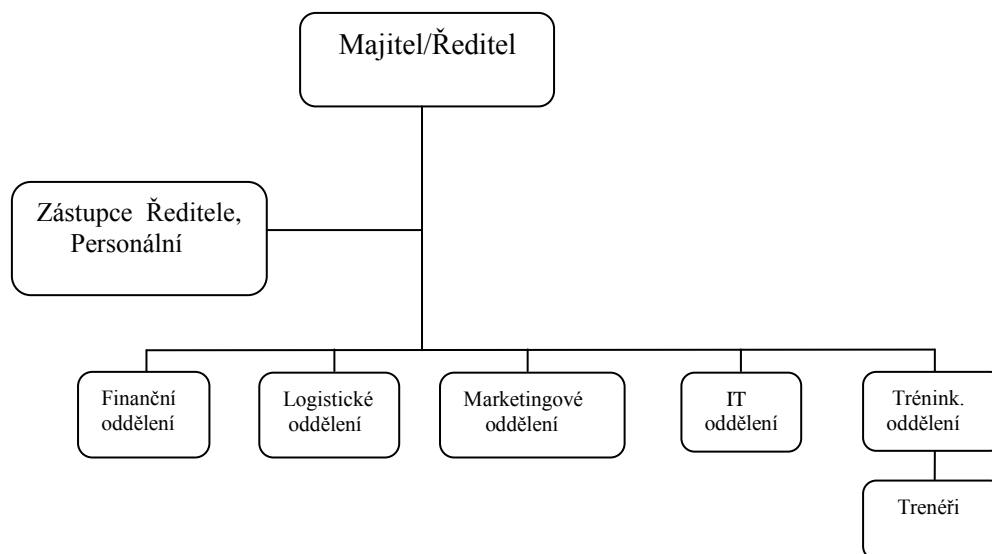 Majitel/Ředitel
Zástupce Ředitele,
Personální
Finanční
oddělení
Logistické
oddělení
Marketingové
oddělení
IT
oddělení
Trénink.
oddělení
Trenéři